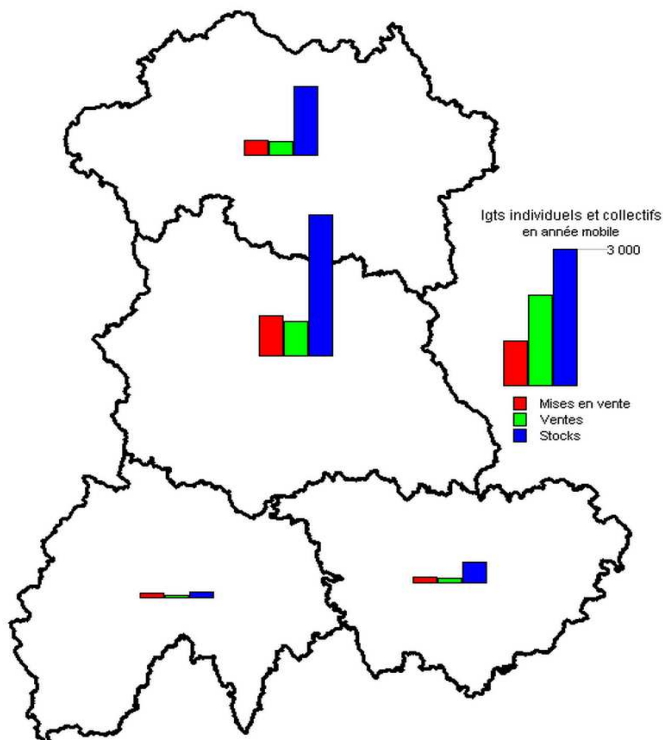 lgts individuels et collectifs
en année mobile
3 000
Mises en vente
Ventes
Stocks